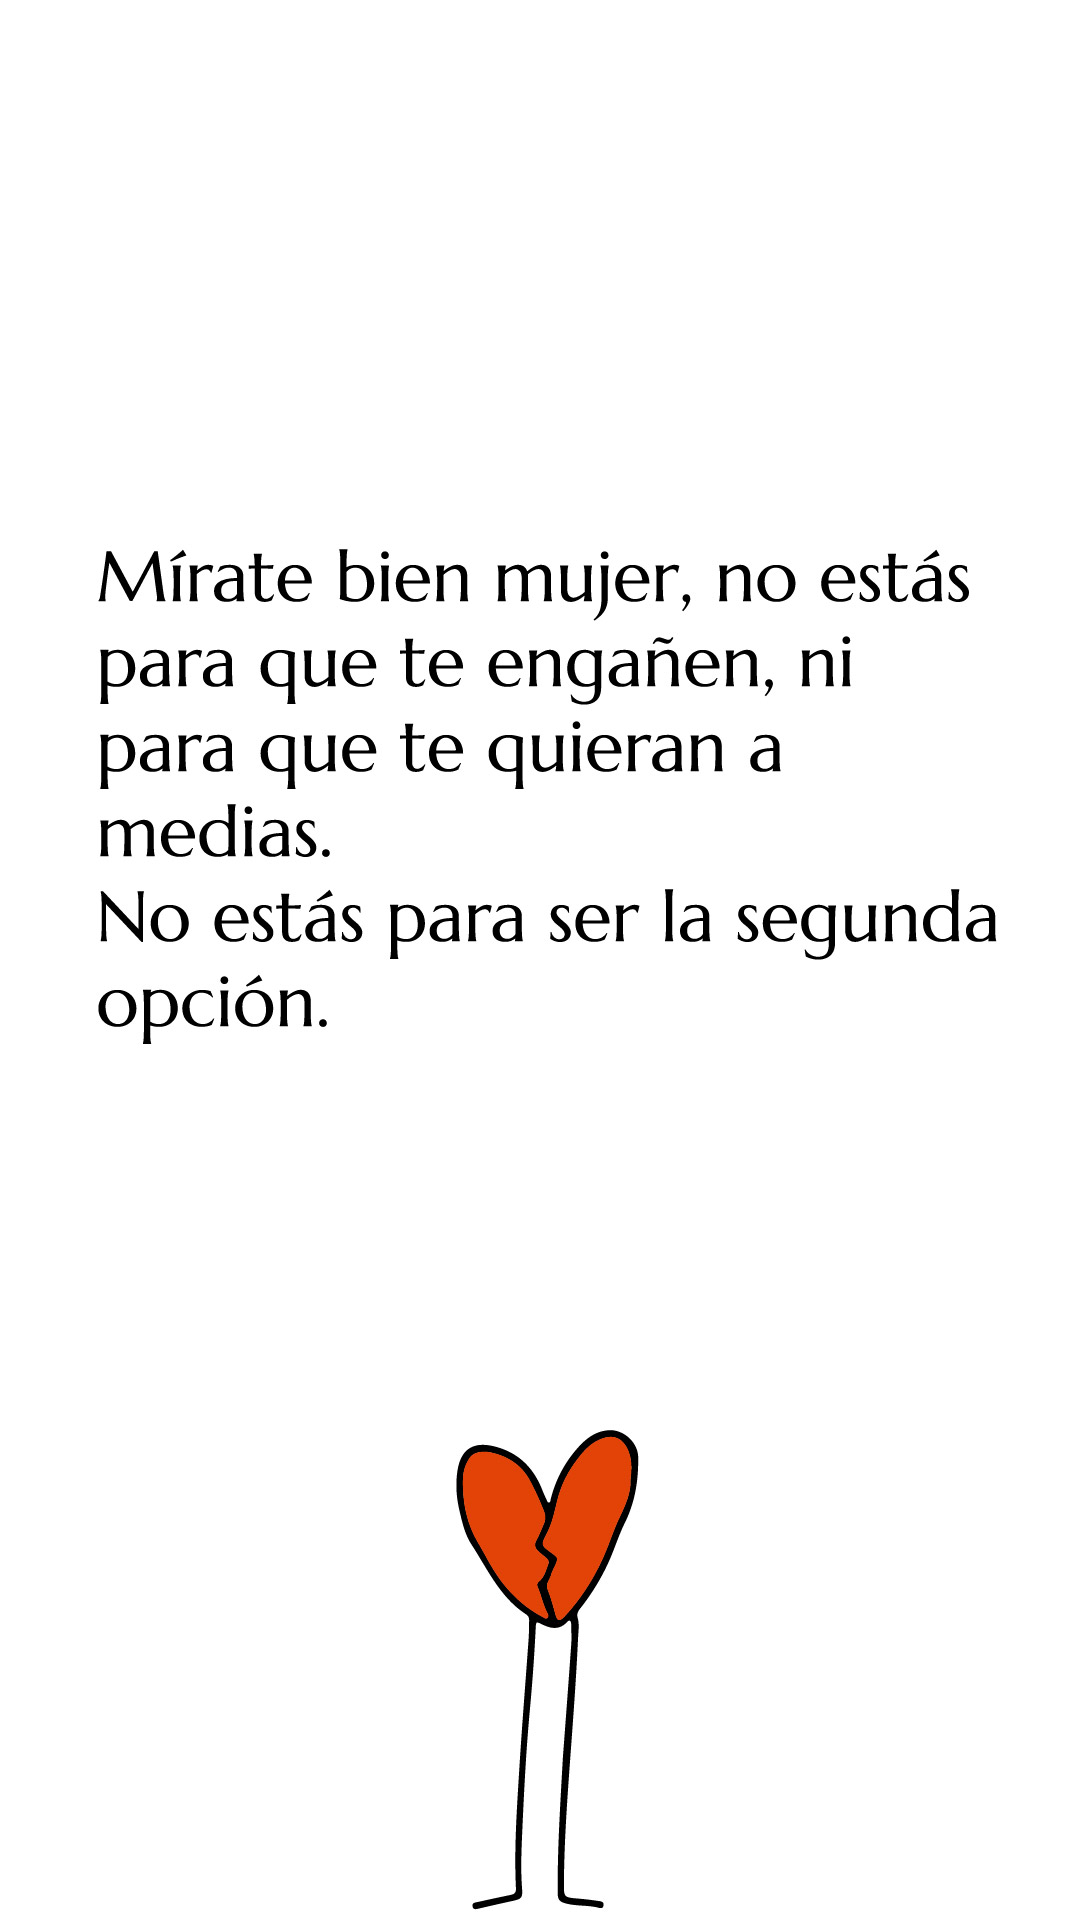 Mírate bien mujer, no estás
para que te engañen, ni
para que te quieran a
medias.
No estás para ser la segunda
opción.